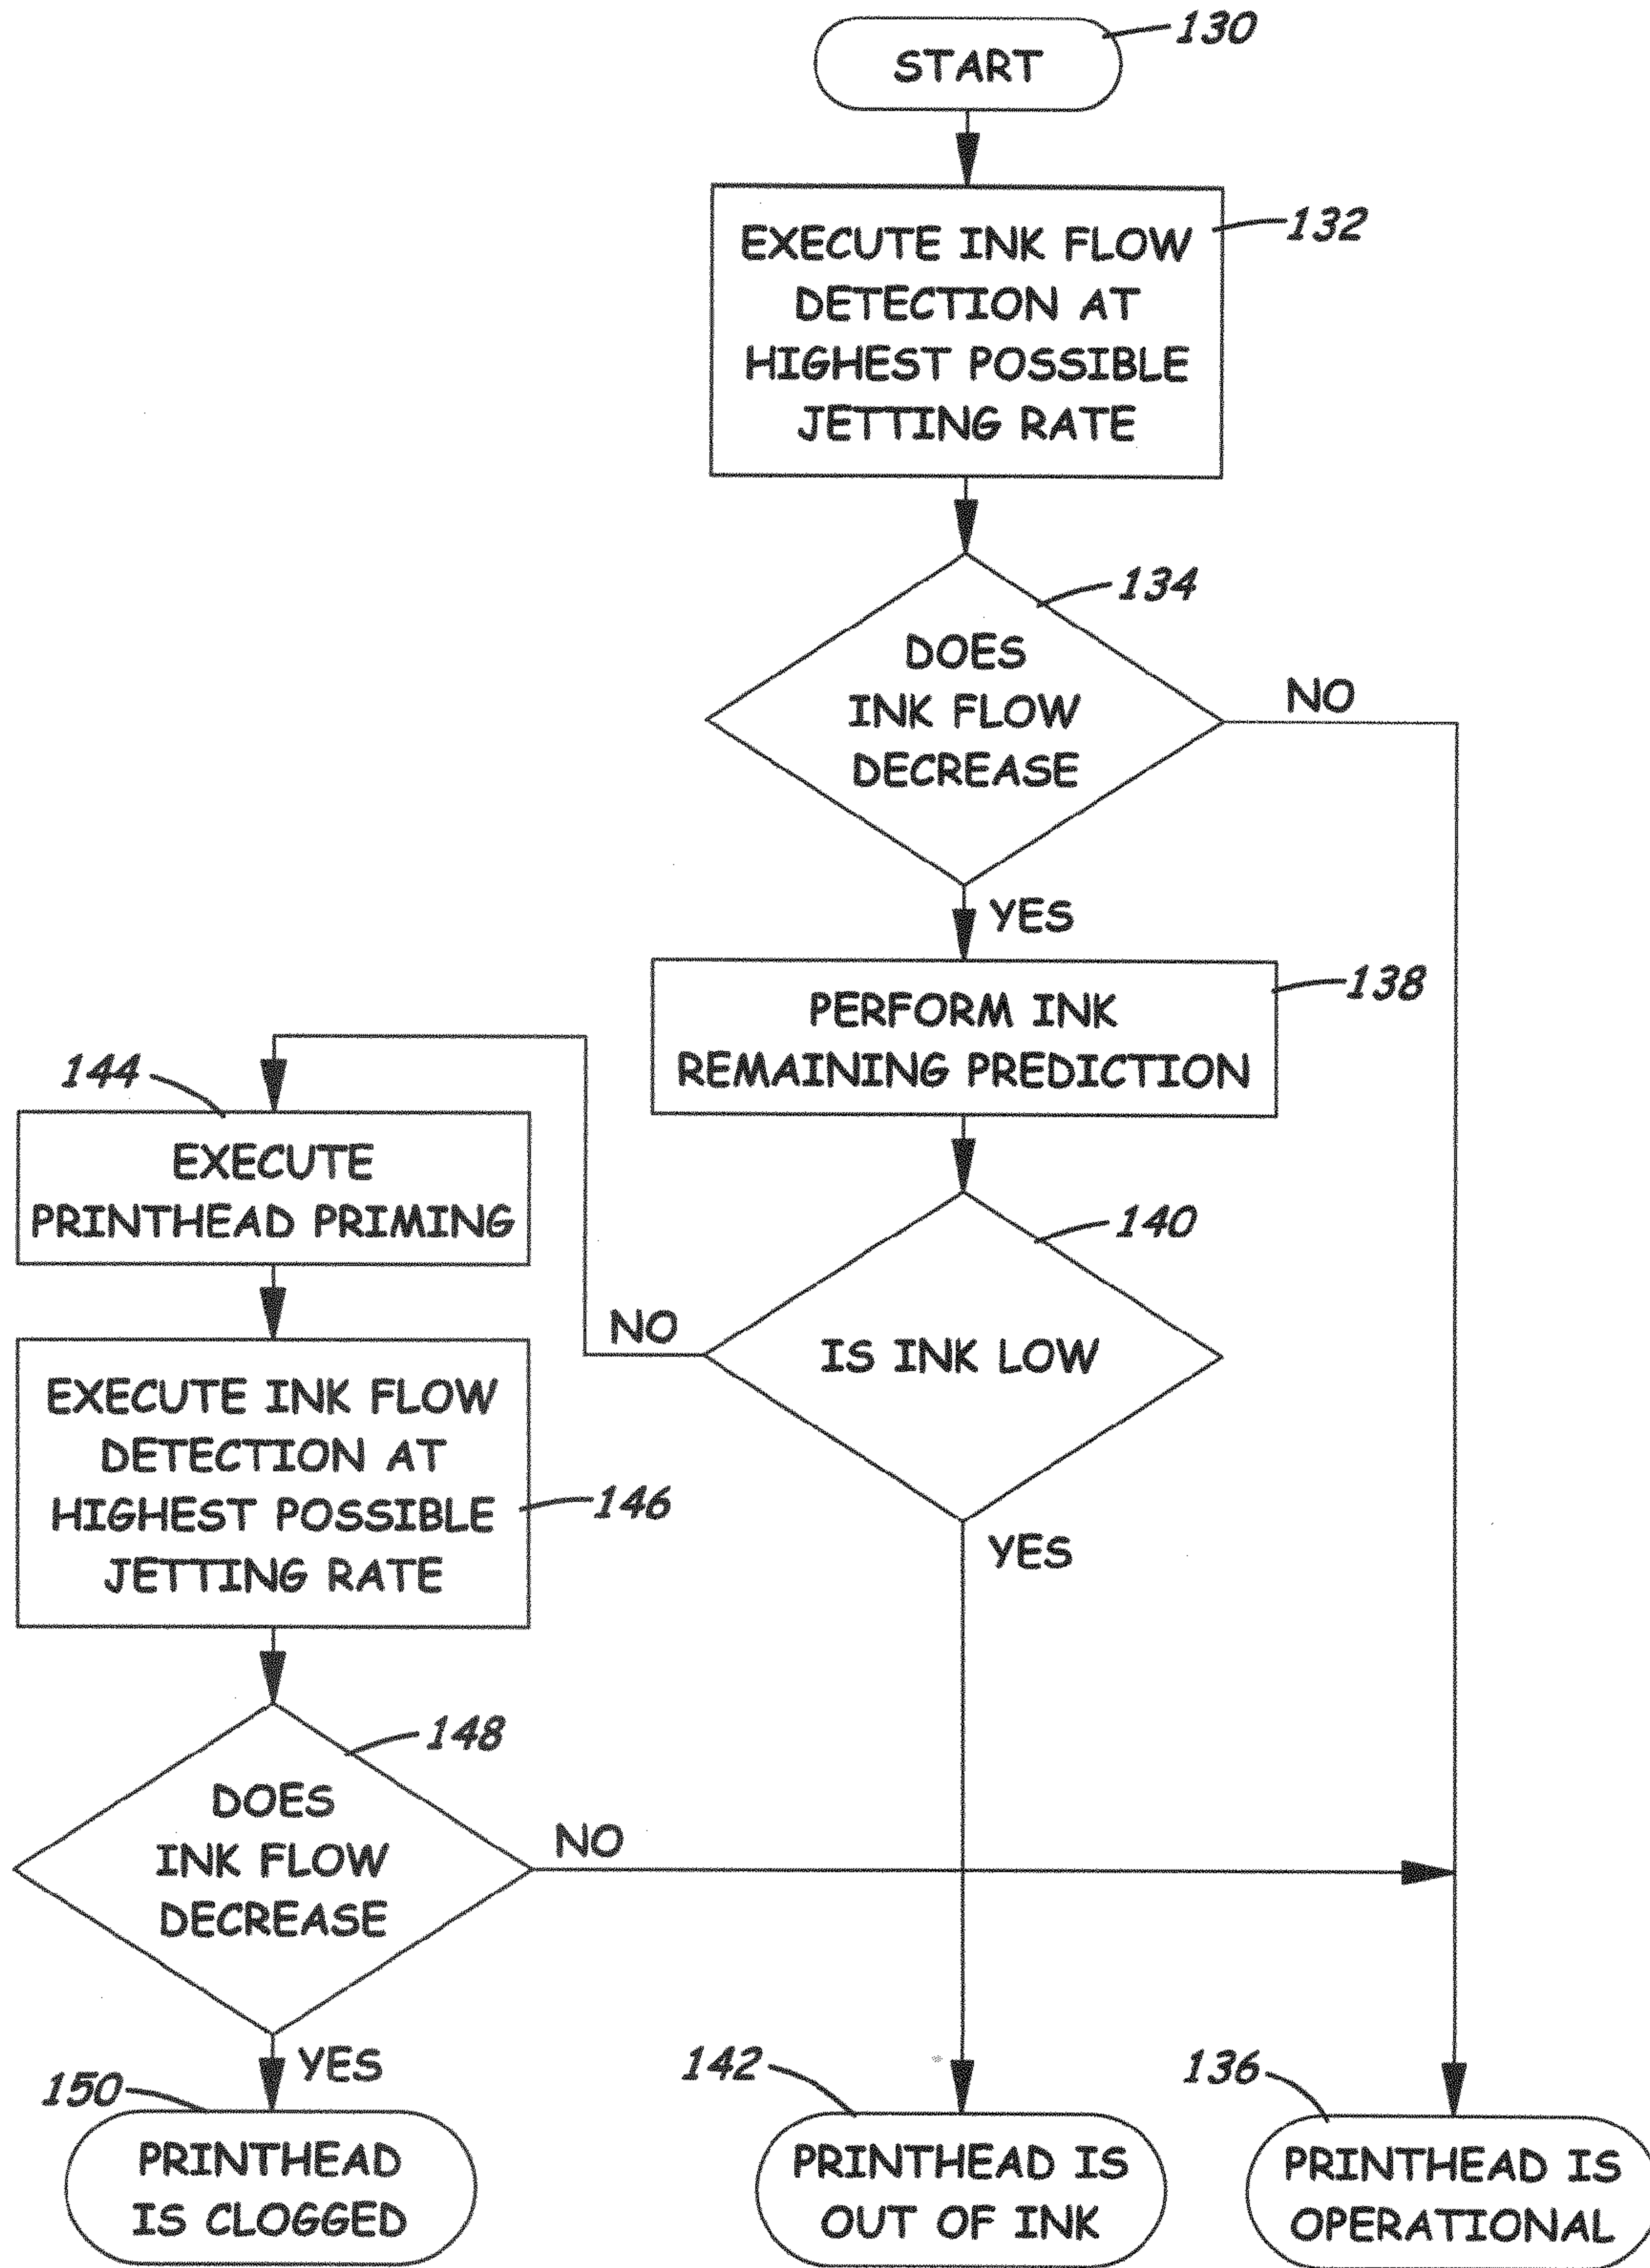 START
130
EXECUTE INK FLOW
DETECTION AT
HIGHEST POSSIBLE
JETTING RATE
132
DOES
INK FLOW
DECREASE
134
NO
YES
PERFORM INK
REMAINING PREDICTION
138
144
EXECUTE
PRINTHEAD PRIMING
IS INK LOW
140
NO
YES
EXECUTE INK FLOW
DETECTION AT
HIGHEST POSSIBLE
JETTING RATE
146
DOES
INK FLOW
DECREASE
148
NO
YES
150
PRINTHEAD
IS CLOGGED
142
PRINTHEAD IS
OUT OF INK
136
PRINTHEAD IS
OPERATIONAL